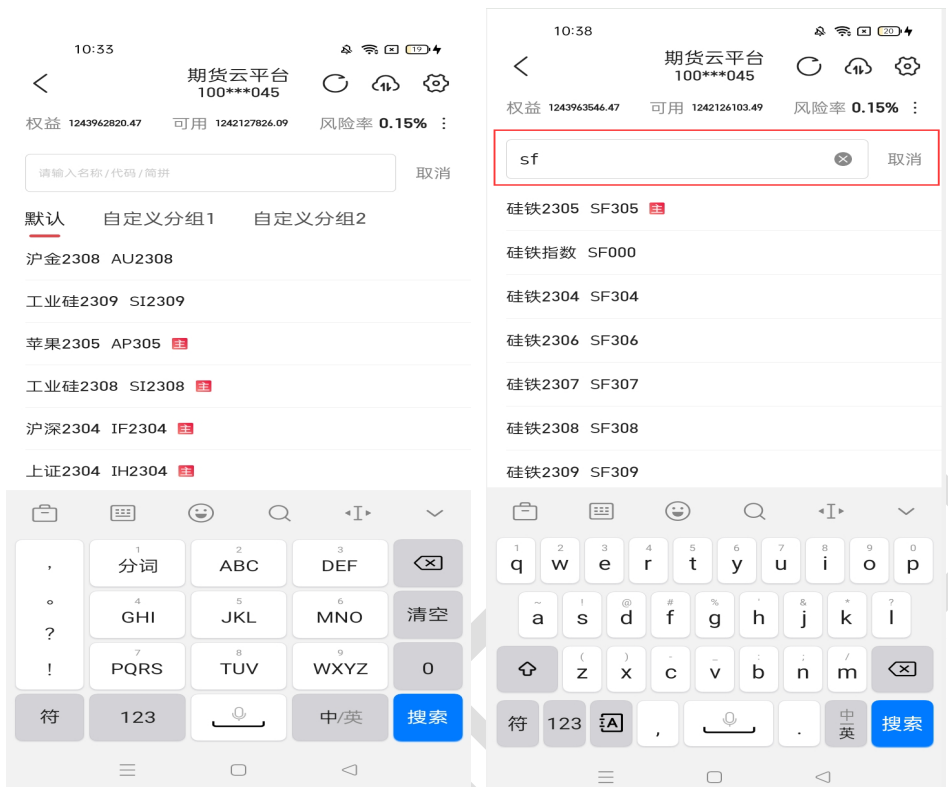 10:33
19
期货云平台
100***045
权益 1243962820.47 可用 1242127826.09 风险率 0.15%
请输入名称/代码/简拼
取消
默认 自定义分组1 自定义分组2
沪金2308 AU2308
工业硅2309 SI2309
苹果2305 AP305 主
工业硅2308 SI2308 主
沪深2304 IF2304 主
上证2304 IH2304 主
, 。 ? !
1 分词 2 ABC 3 DEF
4 GHI 5 JKL 6 MNO 清空
7 PQRS 8 TUV 9 WXYZ 0
符 123 中/英 搜索
10:38
20
期货云平台
100***045
权益 1243963546.47 可用 1242126103.49 风险率 0.15%
sf
取消
硅铁2305 SF305 主
硅铁指数 SF000
硅铁2304 SF304
硅铁2306 SF306
硅铁2307 SF307
硅铁2308 SF308
硅铁2309 SF309
1 2 3 4 5 6 7 8 9 0
q w e r t y u i o p
~ ! @ # % ' & * ?
a s d f g h j k l
( ) - _ : ; /
z x c v b n m
符 123 A , . 中/英 搜索